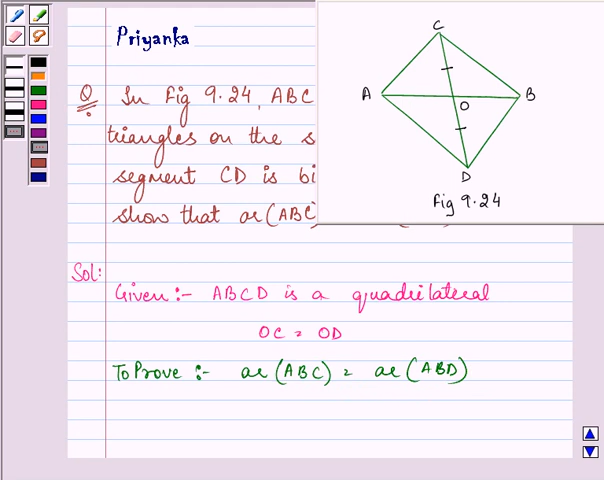 Priyanka
Q In Fig 9.24, ABC
triangles on the s
segment CD is bi
show that ar(ABC)
C
A
B
O
D
Fig 9.24
Sol:
Given :- ABCD is a quadrilateral
OC = OD
To Prove :- ar (ABC) = ar (ABD)